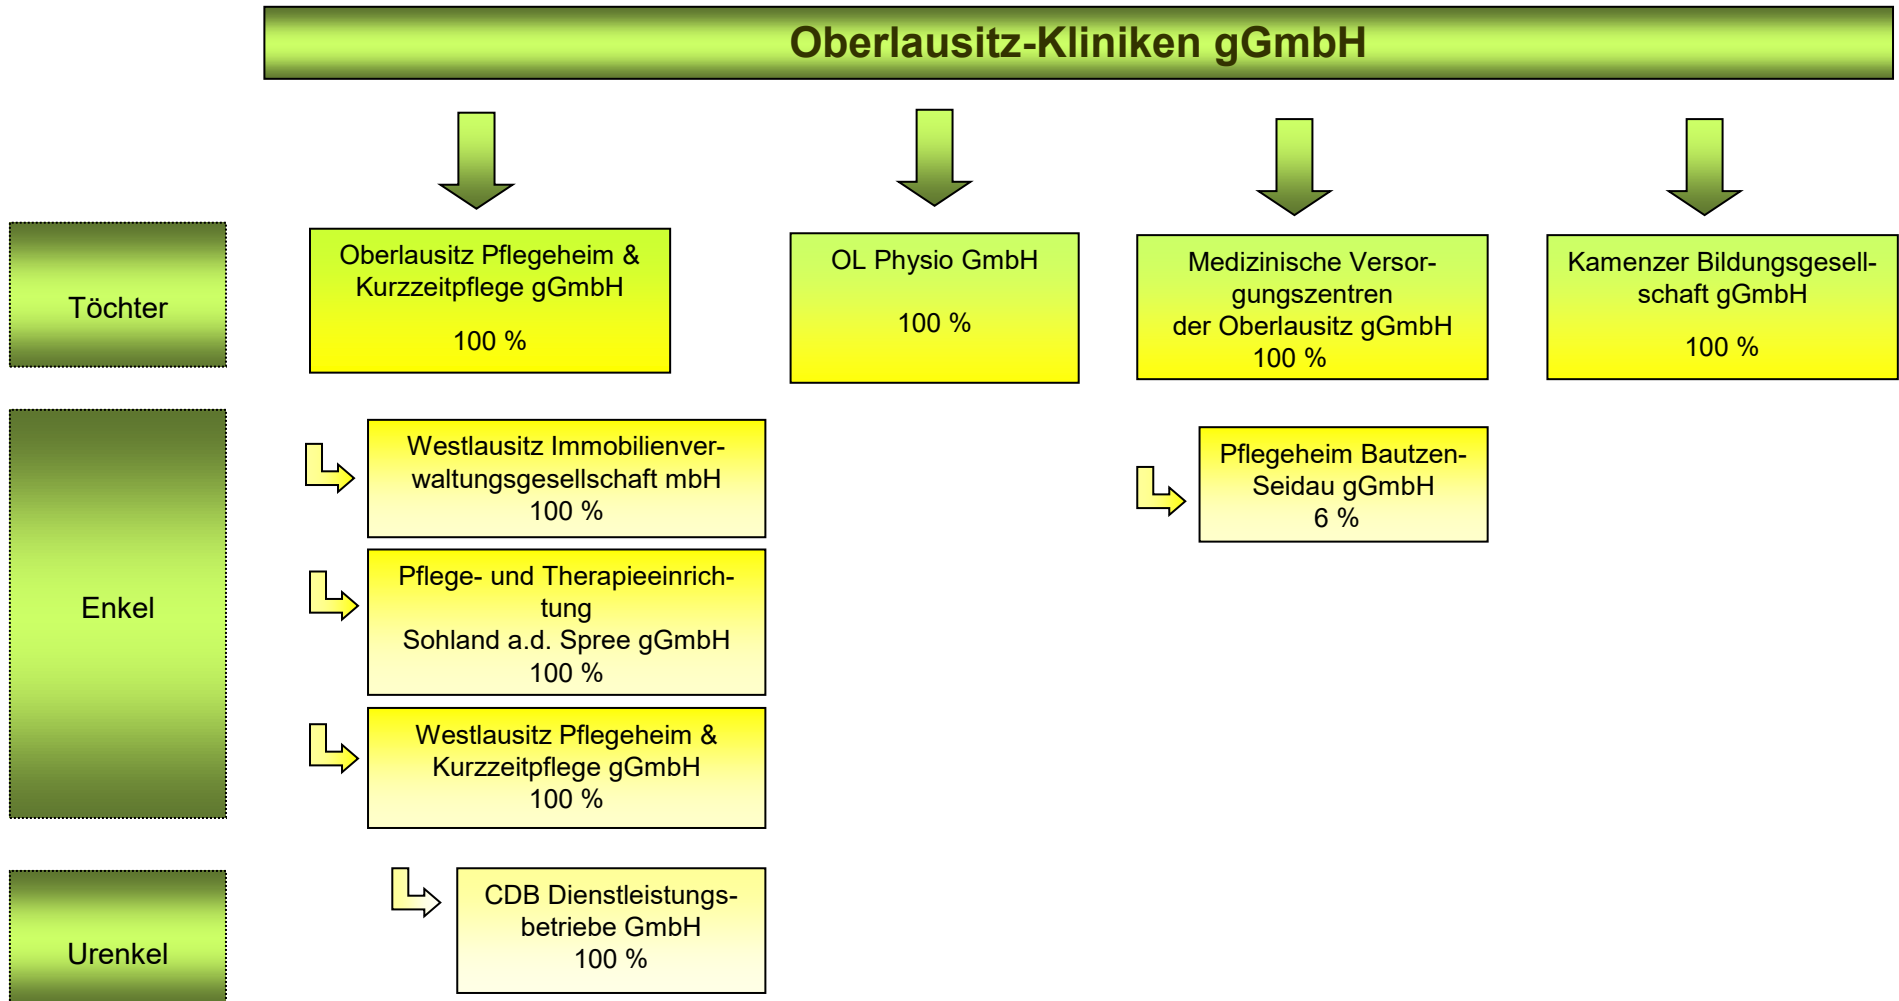 Oberlausitz-Kliniken gGmbH
Töchter
Oberlausitz Pflegeheim &
Kurzzeitpflege gGmbH
100 %
OL Physio GmbH
100 %
Medizinische Versor-
gungszentren
der Oberlausitz gGmbH
100 %
Kamenzer Bildungsgesell-
schaft gGmbH
100 %
Enkel
Westlausitz Immobilienver-
waltungsgesellschaft mbH
100 %
Pflege- und Therapieeinrich-
tung
Sohland a.d. Spree gGmbH
100 %
Westlausitz Pflegeheim &
Kurzzeitpflege gGmbH
100 %
Pflegeheim Bautzen-
Seidau gGmbH
6 %
Urenkel
CDB Dienstleistungs-
betriebe GmbH
100 %